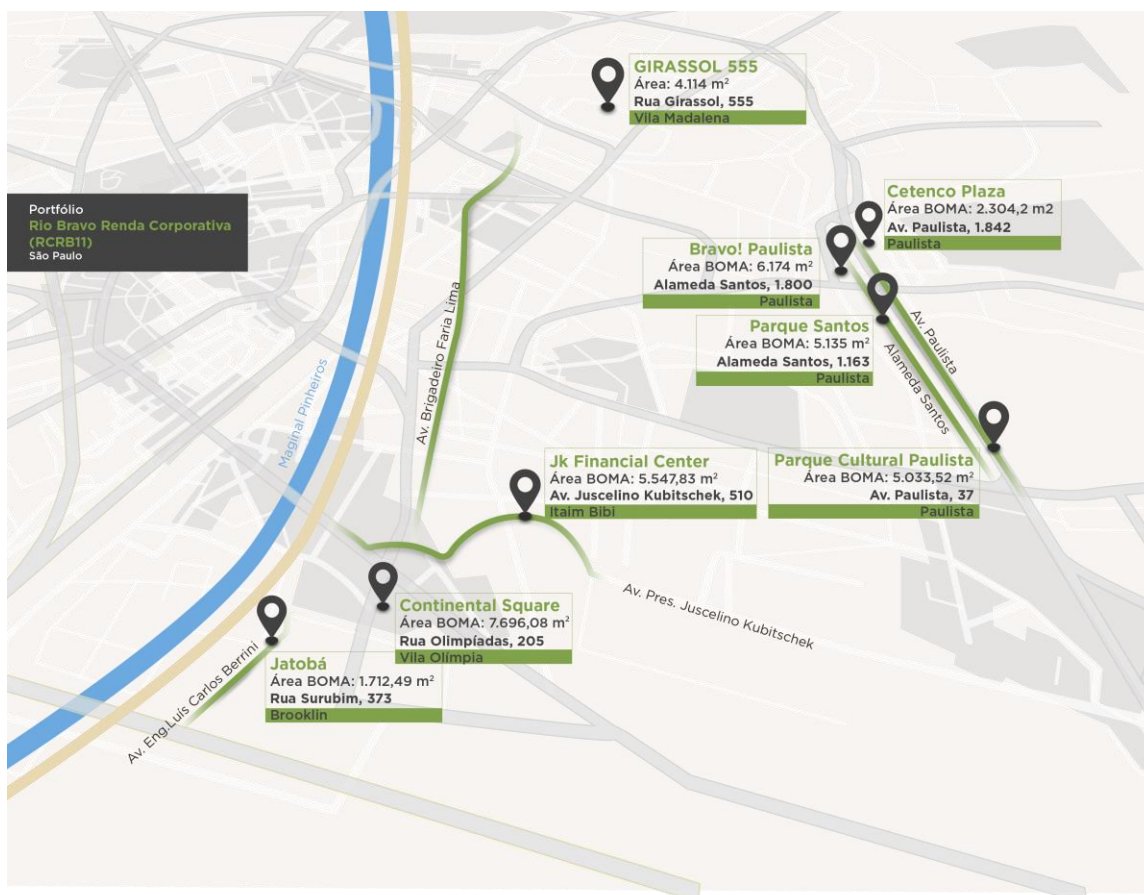 GIRASSOL 555
Área: 4.114 m²
Rua Girassol, 555
Vila Madalena
Portfólio
Rio Bravo Renda Corporativa
(RCRB11)
São Paulo
Cetenco Plaza
Área BOMA: 2.304,2 m2
Av. Paulista, 1.842
Paulista
Bravo! Paulista
Área BOMA: 6.174 m²
Alameda Santos, 1.800
Paulista
Parque Santos
Área BOMA: 5.135 m²
Alameda Santos, 1.163
Paulista
Av. Paulista
Alameda Santos
Av. Brigadeiro Faria Lima
Maginal Pinheiros
Jk Financial Center
Área BOMA: 5.547,83 m²
Av. Juscelino Kubitschek, 510
Itaim Bibi
Parque Cultural Paulista
Área BOMA: 5.033,52 m²
Av. Paulista, 37
Paulista
Av. Pres. Juscelino Kubitschek
Continental Square
Área BOMA: 7.696,08 m²
Rua Olimpíadas, 205
Vila Olímpia
Jatobá
Área BOMA: 1.712,49 m²
Rua Surubim, 373
Brooklin
Av. Eng.Luís Carlos Berrini